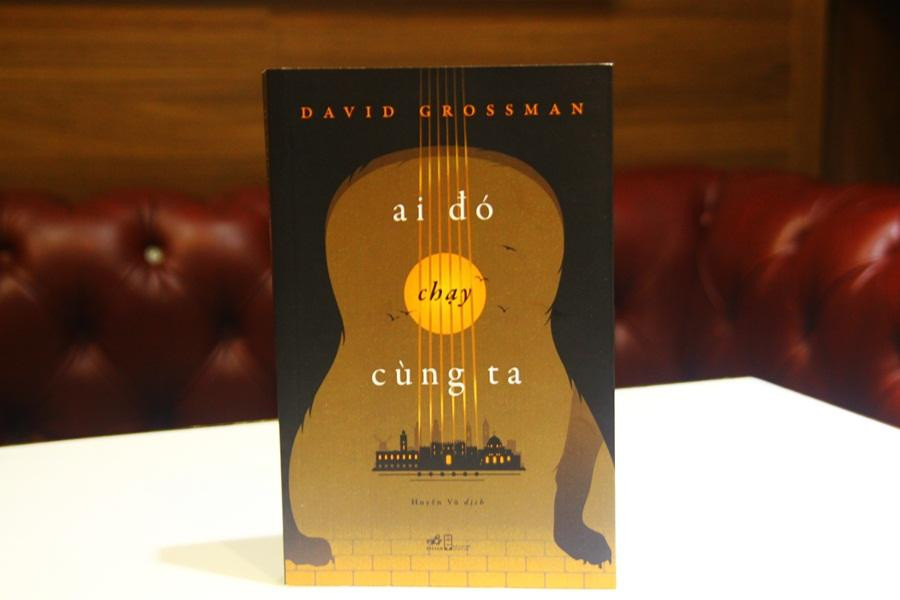 DAVID GROSSMAN
ai đó
chạy
cùng ta
Huyền Vũ dịch